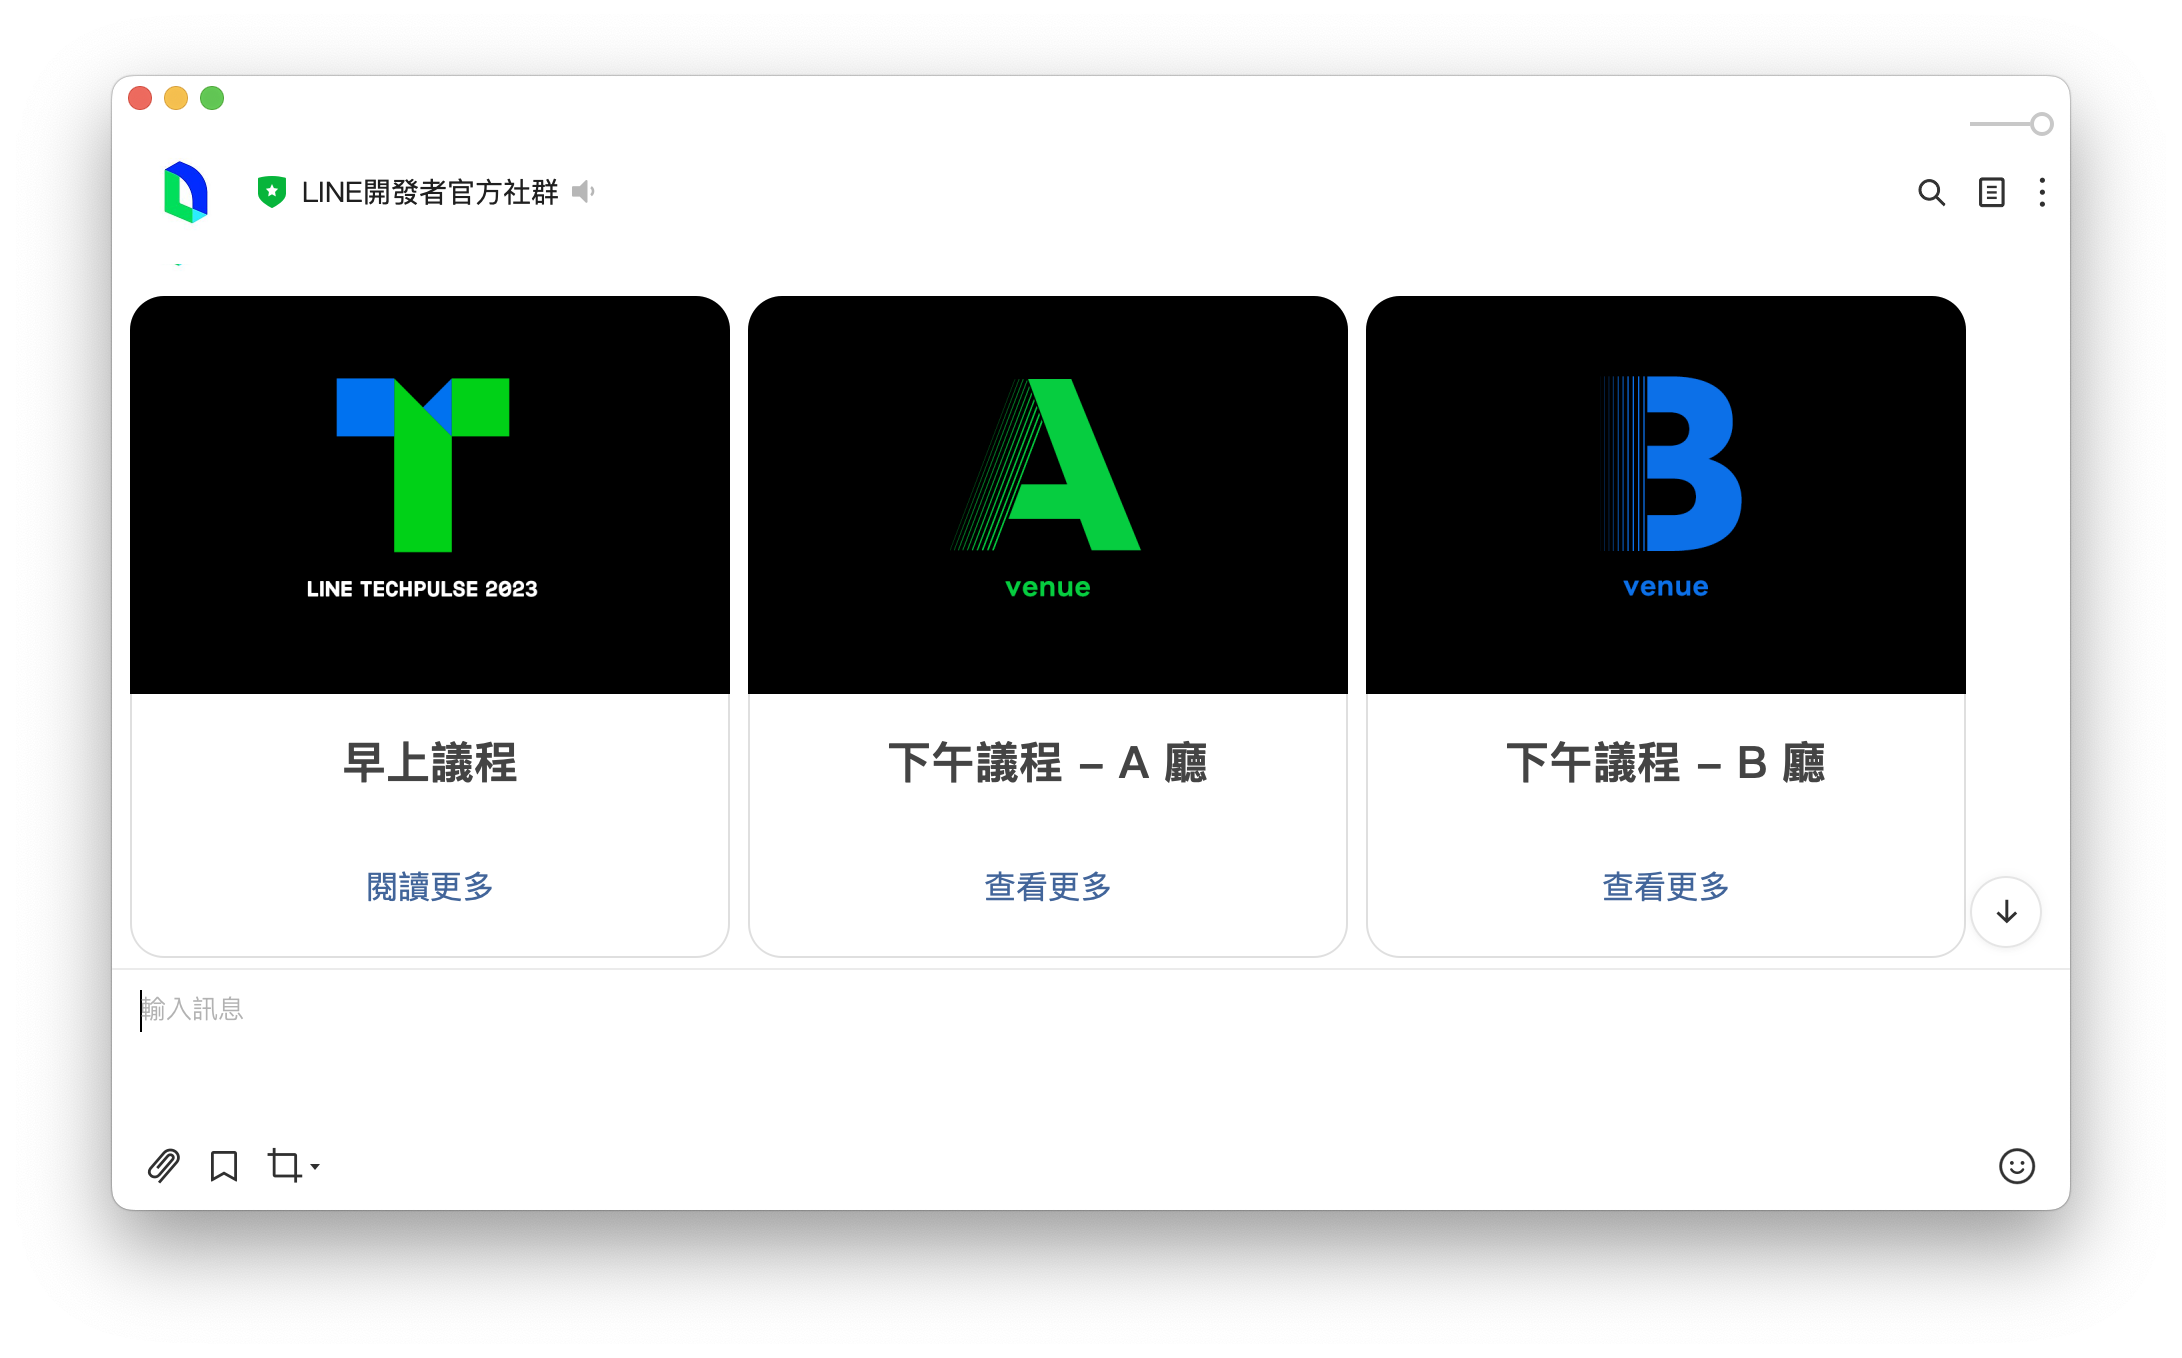 LINE開發者官方社群
LINE TECHPULSE 2023
早上議程
閱讀更多
A
venue
下午議程 – A 廳
查看更多
B
venue
下午議程 – B 廳
查看更多
輸入訊息